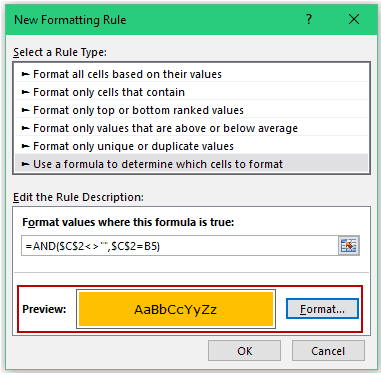 New Formatting Rule ? ×
Select a Rule Type:
► Format all cells based on their values
► Format only cells that contain
► Format only top or bottom ranked values
► Format only values that are above or below average
► Format only unique or duplicate values
► Use a formula to determine which cells to format
Edit the Rule Description:
Format values where this formula is true:
=AND($C$2<>"",$C$2=B5)
Preview: AaBbCcYyZz Format...
OK Cancel